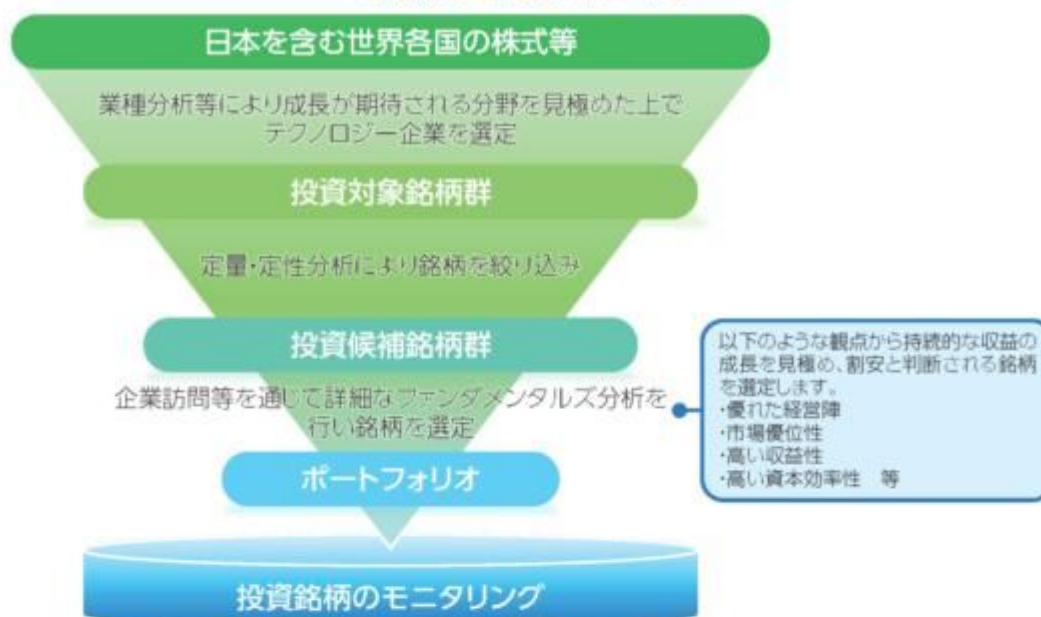 日本を含む世界各国の株式等
業種分析等により成長が期待される分野を見極めた上で
テクノロジー企業を選定
投資対象銘柄群
定量・定性分析により銘柄を絞り込み
投資候補銘柄群
企業訪問等を通じて詳細なファンダメンタルズ分析を
行い銘柄を選定
以下のような観点から持続的な収益の
成長を見極め、割安と判断される銘柄
を選定します。
・優れた経営陣
・市場優位性
・高い収益性
・高い資本効率性　等
ポートフォリオ
投資銘柄のモニタリング